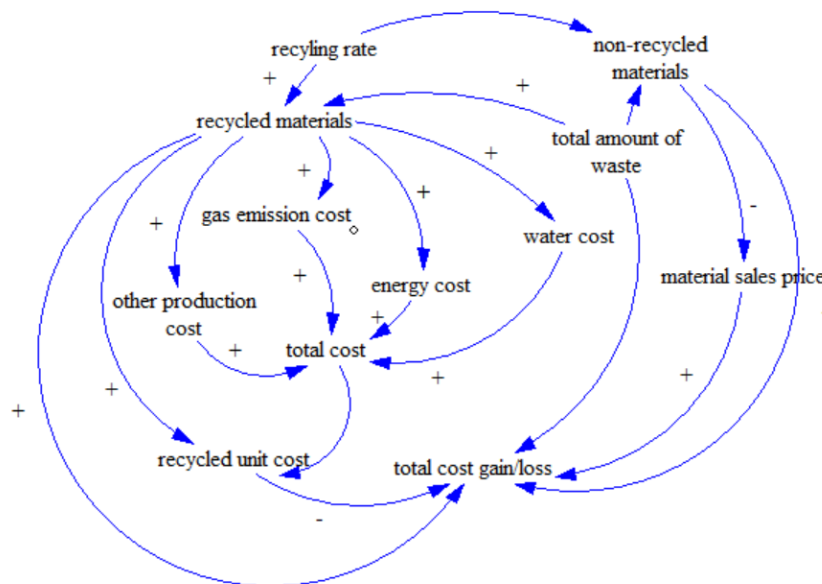 recyling rate
non-recycled
materials
+
+
recycled materials
total amount of
waste
+
+
+
-
+
gas emission cost
water cost
+
material sales price
energy cost
other production
cost
+
+
total cost
+
+
+
+
recycled unit cost
total cost gain/loss
-